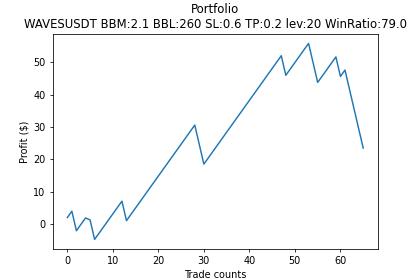 Portfolio
WAVESUSDT BBM:2.1 BBL:260 SL:0.6 TP:0.2 lev:20 WinRatio:79.0
50
40
30
20
10
0
Profit ($)
0 10 20 30 40 50 60
Trade counts